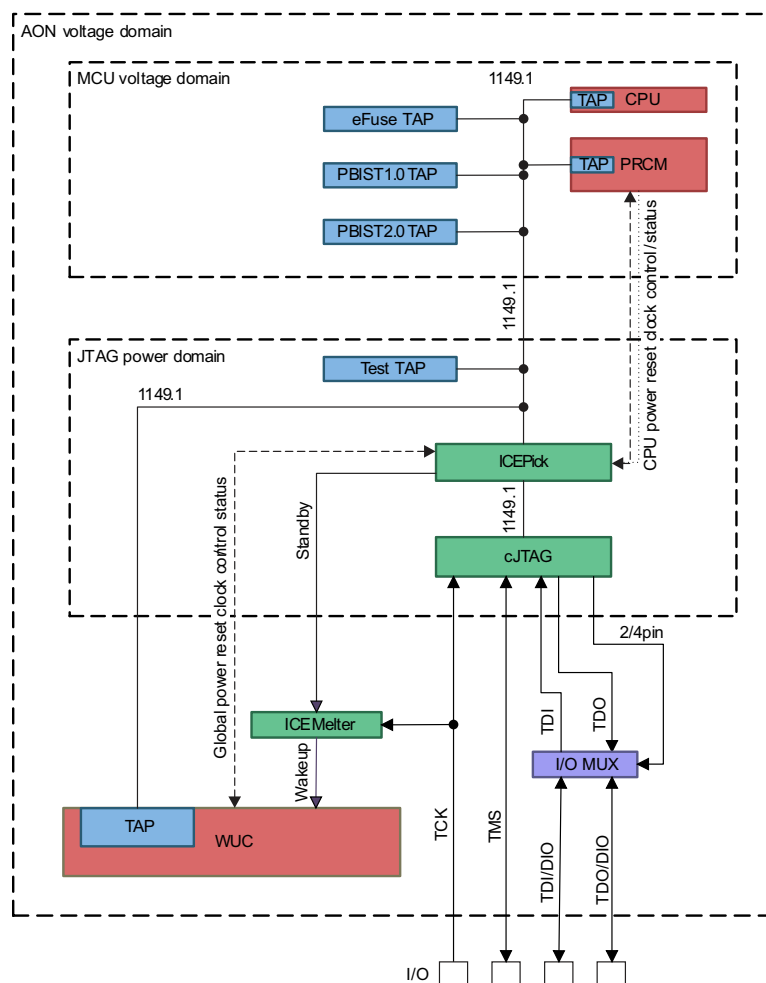 AON voltage domain
MCU voltage domain
1149.1
TAP
CPU
eFuse TAP
TAP
PRCM
PBIST1.0 TAP
PBIST2.0 TAP
1149.1
CPU power reset clock control/status
JTAG power domain
Test TAP
1149.1
ICEPick
1149.1
Standby
Global power reset clock control status
cJTAG
2/4pin
TDI
TDO
ICEMelter
I/O MUX
Wakeup
TAP
WUC
TCK
TMS
TDI/DIO
TDO/DIO
I/O